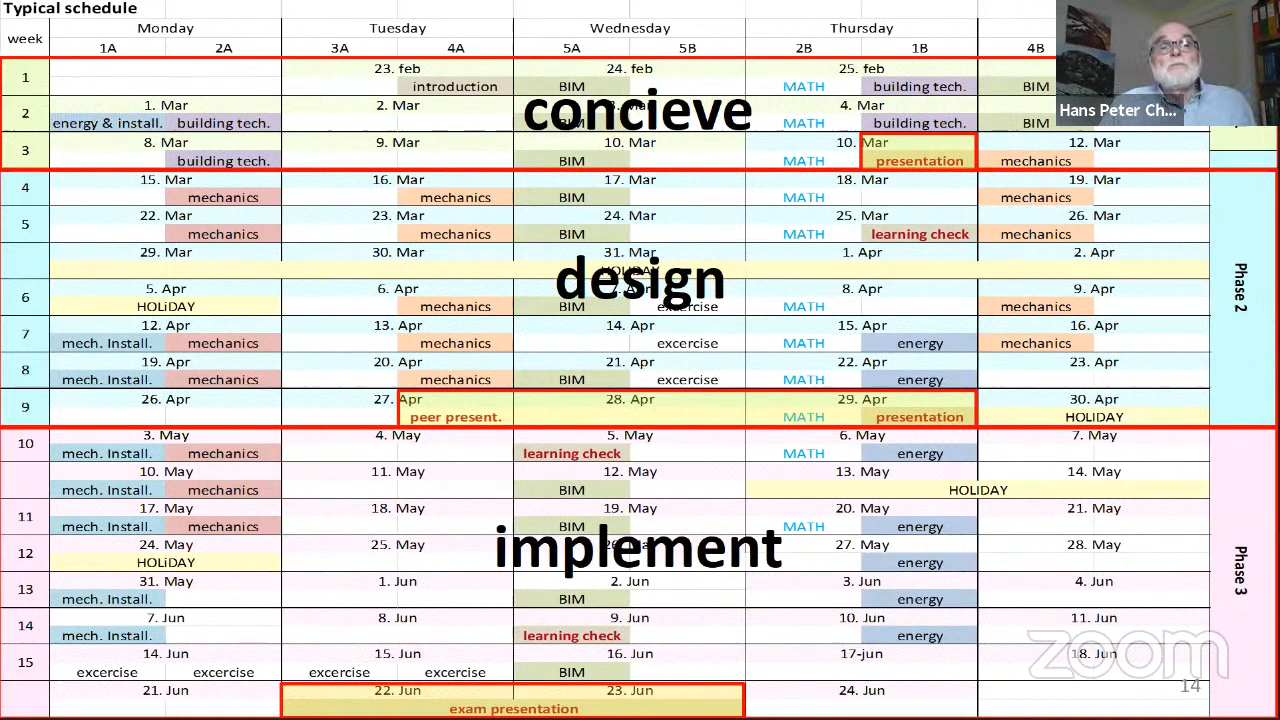 Typical schedule
week Monday Tuesday Wednesday Thursday
1A 2A 3A 4A 5A 5B 2B 1B 4B
Hans Peter Ch...
1 23. feb 24. feb 25. feb
introduction BIM MATH building tech. BIM
concieve
2 1. Mar 2. Mar 4. Mar
energy & install. building tech. MATH building tech. BIM
3 8. Mar 9. Mar 10. Mar 10. Mar 12. Mar
building tech. BIM MATH presentation mechanics
4 15. Mar 16. Mar 17. Mar 18. Mar 19. Mar
mechanics mechanics BIM MATH mechanics
5 22. Mar 23. Mar 24. Mar 25. Mar 26. Mar
mechanics mechanics BIM MATH learning check mechanics
29. Mar 30. Mar 31. Mar 1. Apr 2. Apr
HOLIDAY
design
Phase 2
6 5. Apr 6. Apr 8. Apr 9. Apr
HOLiDAY mechanics BIM excercise MATH mechanics
7 12. Apr 13. Apr 14. Apr 15. Apr 16. Apr
mech. Install. mechanics mechanics excercise MATH energy mechanics
8 19. Apr 20. Apr 21. Apr 22. Apr 23. Apr
mech. Install. mechanics mechanics BIM excercise MATH energy
9 26. Apr 27. Apr 28. Apr 29. Apr 30. Apr
peer present. MATH presentation HOLIDAY
10 3. May 4. May 5. May 6. May 7. May
mech. Install. mechanics learning check MATH energy
10. May 11. May 12. May 13. May 14. May
mech. Install. mechanics BIM HOLIDAY
11 17. May 18. May 19. May 20. May 21. May
mech. Install. mechanics BIM MATH energy
implement
12 24. May 25. May 26. May 27. May 28. May
HOLiDAY energy
Phase 3
13 31. May 1. Jun 2. Jun 3. Jun 4. Jun
mech. Install. BIM energy
14 7. Jun 8. Jun 9. Jun 10. Jun 11. Jun
mech. Install. learning check energy
15 14. Jun 15. Jun 16. Jun 17-jun 18. Jun
excercise excercise excercise excercise BIM
zoom
14
21. Jun 22. Jun 23. Jun 24. Jun
exam presentation